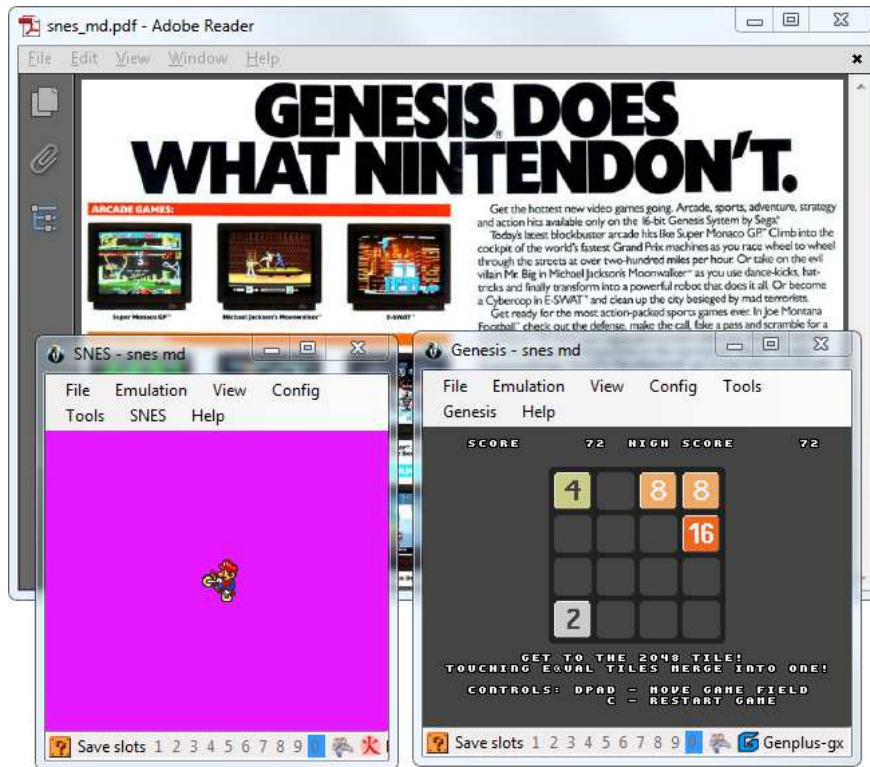 snes_md.pdf - Adobe Reader
File Edit View Window Help
GENESIS DOES
WHAT NINTENDON'T.
ARCADE GAMES:
Super Monaco GP™
Michael Jackson's Moonwalker™
E-SWAT™
Get the hottest new video games going. Arcade, sports, adventure, strategy
and action hits available only on the 16-bit Genesis System by Sega.®
Today's latest blockbuster arcade hits like Super Monaco GP.™ Climb into the
cockpit of the world's fastest Grand Prix machines as you race wheel to wheel
through the streets at over two-hundred miles per hour. Or take on the evil
villain Mr. Big in Michael Jackson's Moonwalker™ as you use dance-kicks, hat-
tricks and finally transform into a powerful robot that does it all. Or become
a Cybercop in E-SWAT™ and clean up the city besieged by mad terrorists.
Get ready for the most action-packed sports games ever. In Joe Montana
Football™ check out the defense, make the call, fake a pass and scramble for a
SNES - snes md
File Emulation View Config
Tools SNES Help
Save slots 1 2 3 4 5 6 7 8 9 0 火
Genesis - snes md
File Emulation View Config Tools
Genesis Help
SCORE 72 HIGH SCORE 72
4 8 8
16
2
GET TO THE 2048 TILE!
TOUCHING EQUAL TILES MERGE INTO ONE!
CONTROLS: DPAD - MOVE GAME FIELD
C - RESTART GAME
Save slots 1 2 3 4 5 6 7 8 9 0 Genplus-gx